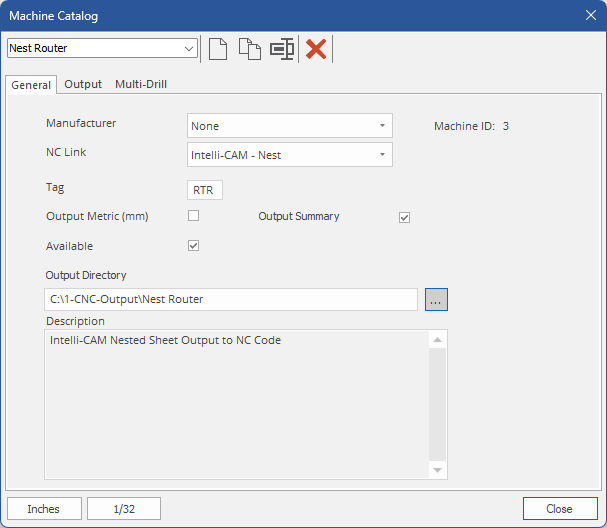 Machine Catalog
Nest Router
General Output Multi-Drill
Manufacturer None Machine ID: 3
NC Link Intelli-CAM - Nest
Tag RTR
Output Metric (mm) Output Summary
Available
Output Directory
C:\1-CNC-Output\Nest Router ...
Description
Intelli-CAM Nested Sheet Output to NC Code
Inches 1/32 Close